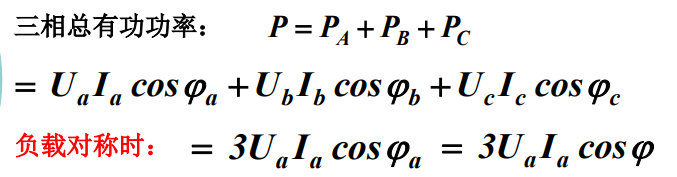 三相总有功功率： P = P_A + P_B + P_C
= U_a I_a cos φ_a + U_b I_b cos φ_b + U_c I_c cos φ_c
负载对称时： = 3U_a I_a cos φ_a = 3U_a I_a cos φ